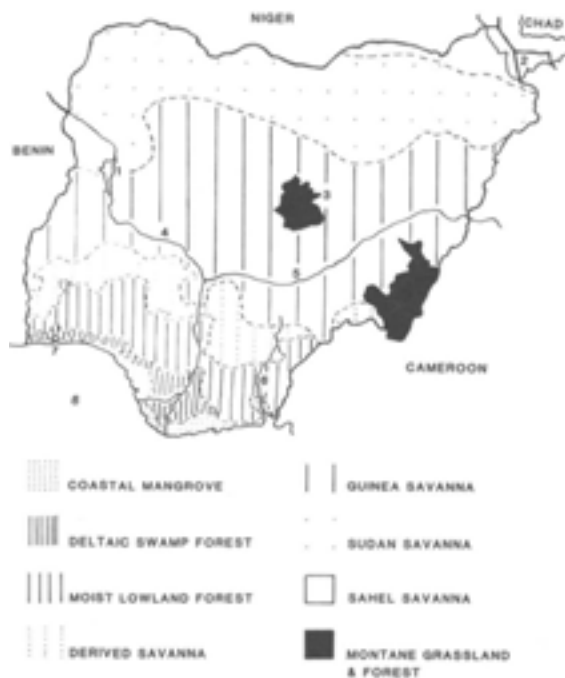 NIGER
CHAD
2
BENIN
1
3
4
5
CAMEROON
6
7
8
COASTAL MANGROVE
GUINEA SAVANNA
DELTAIC SWAMP FOREST
SUDAN SAVANNA
MOIST LOWLAND FOREST
SAHEL SAVANNA
DERIVED SAVANNA
MONTANE GRASSLAND
& FOREST